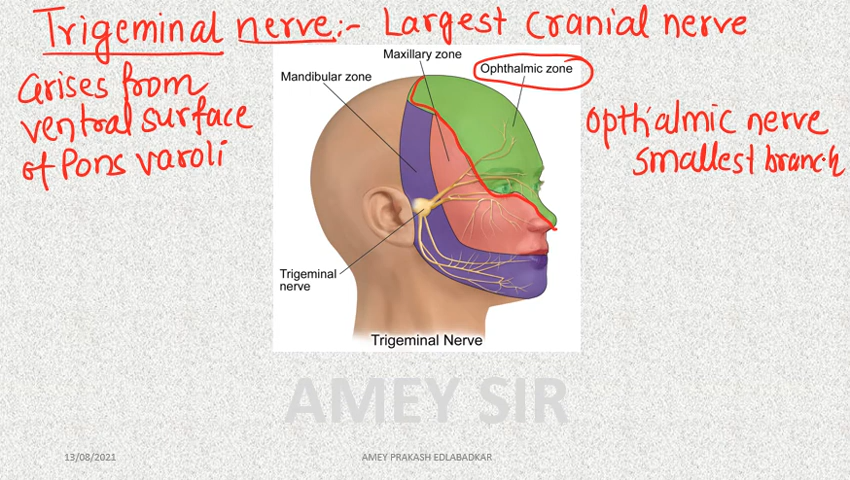 Trigeminal nerve:- Largest cranial nerve
arises from
ventral surface
of Pons varoli
Mandibular zone
Maxillary zone
Ophthalmic zone
Opthalmic nerve
smallest branch
Trigeminal
nerve
Trigeminal Nerve
AMEY SIR
13/08/2021
AMEY PRAKASH EDLABADKAR